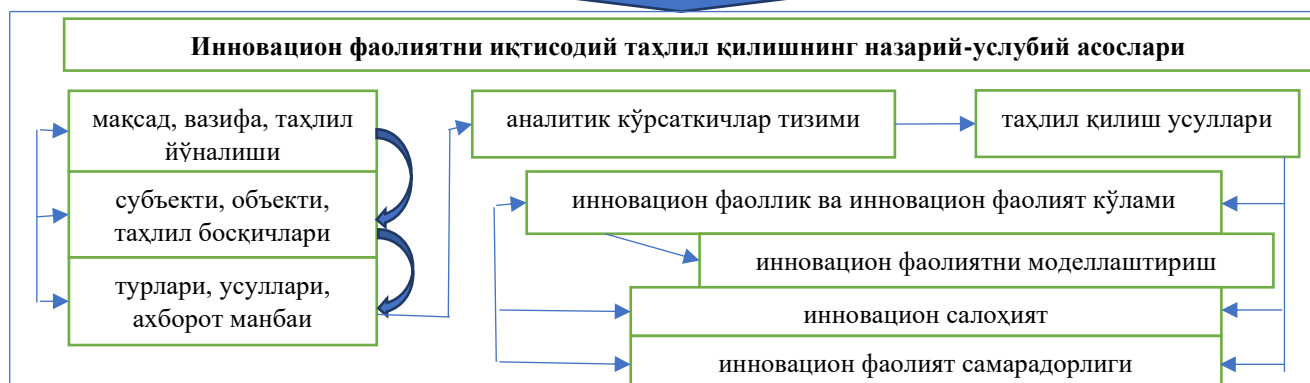 Инновацион фаолиятни иқтисодий таҳлил қилишнинг назарий-услубий асослари
мақсад, вазифа, таҳлил
йўналиши
субъекти, объекти,
таҳлил босқичлари
турлари, усуллари,
ахборот манбаи
аналитик кўрсаткичлар тизими
таҳлил қилиш усуллари
инновацион фаоллик ва инновацион фаолият кўлами
инновацион фаолиятни моделлаштириш
инновацион салоҳият
инновацион фаолият самарадорлиги